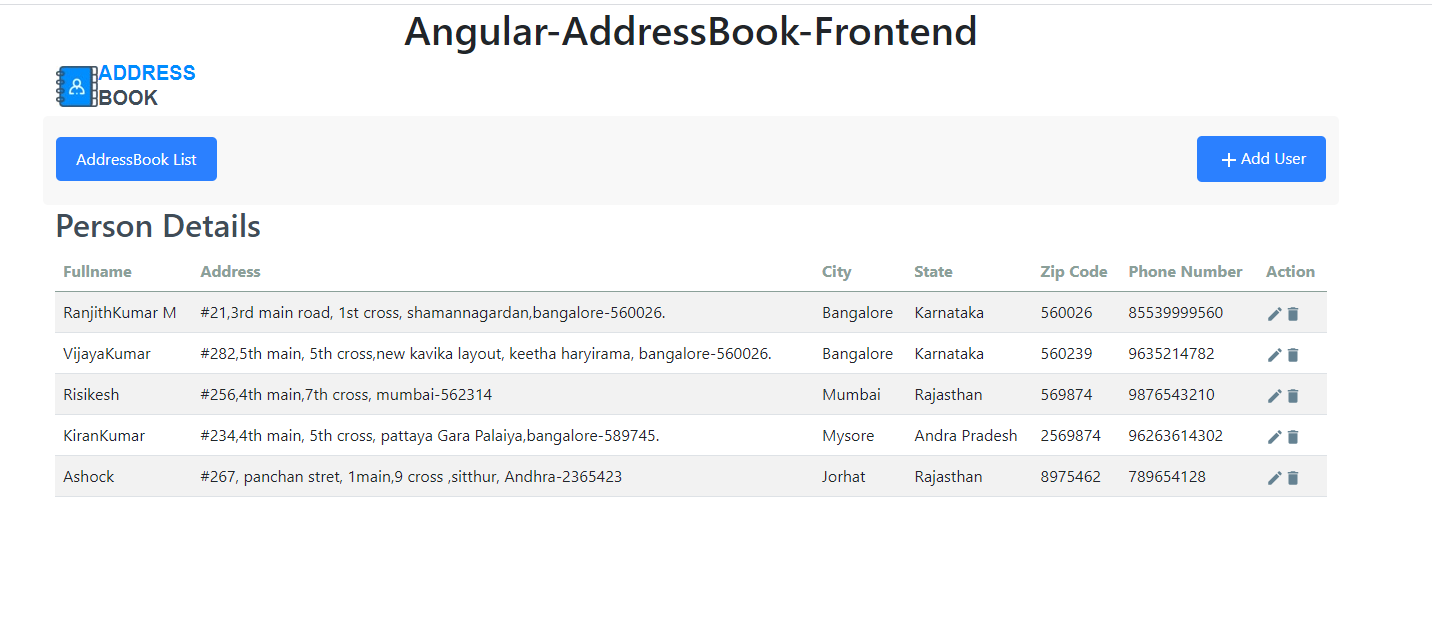 Angular-AddressBook-Frontend
ADDRESS
BOOK
AddressBook List
+ Add User
Person Details
Fullname Address City State Zip Code Phone Number Action
RanjithKumar M #21,3rd main road, 1st cross, shamannagardan,bangalore-560026. Bangalore Karnataka 560026 85539999560
VijayaKumar #282,5th main, 5th cross,new kavika layout, keetha haryirama, bangalore-560026. Bangalore Karnataka 560239 9635214782
Risikesh #256,4th main,7th cross, mumbai-562314 Mumbai Rajasthan 569874 9876543210
KiranKumar #234,4th main, 5th cross, pattaya Gara Palaiya,bangalore-589745. Mysore Andra Pradesh 2569874 96263614302
Ashock #267, panchan stret, 1main,9 cross ,sitthur, Andhra-2365423 Jorhat Rajasthan 8975462 789654128